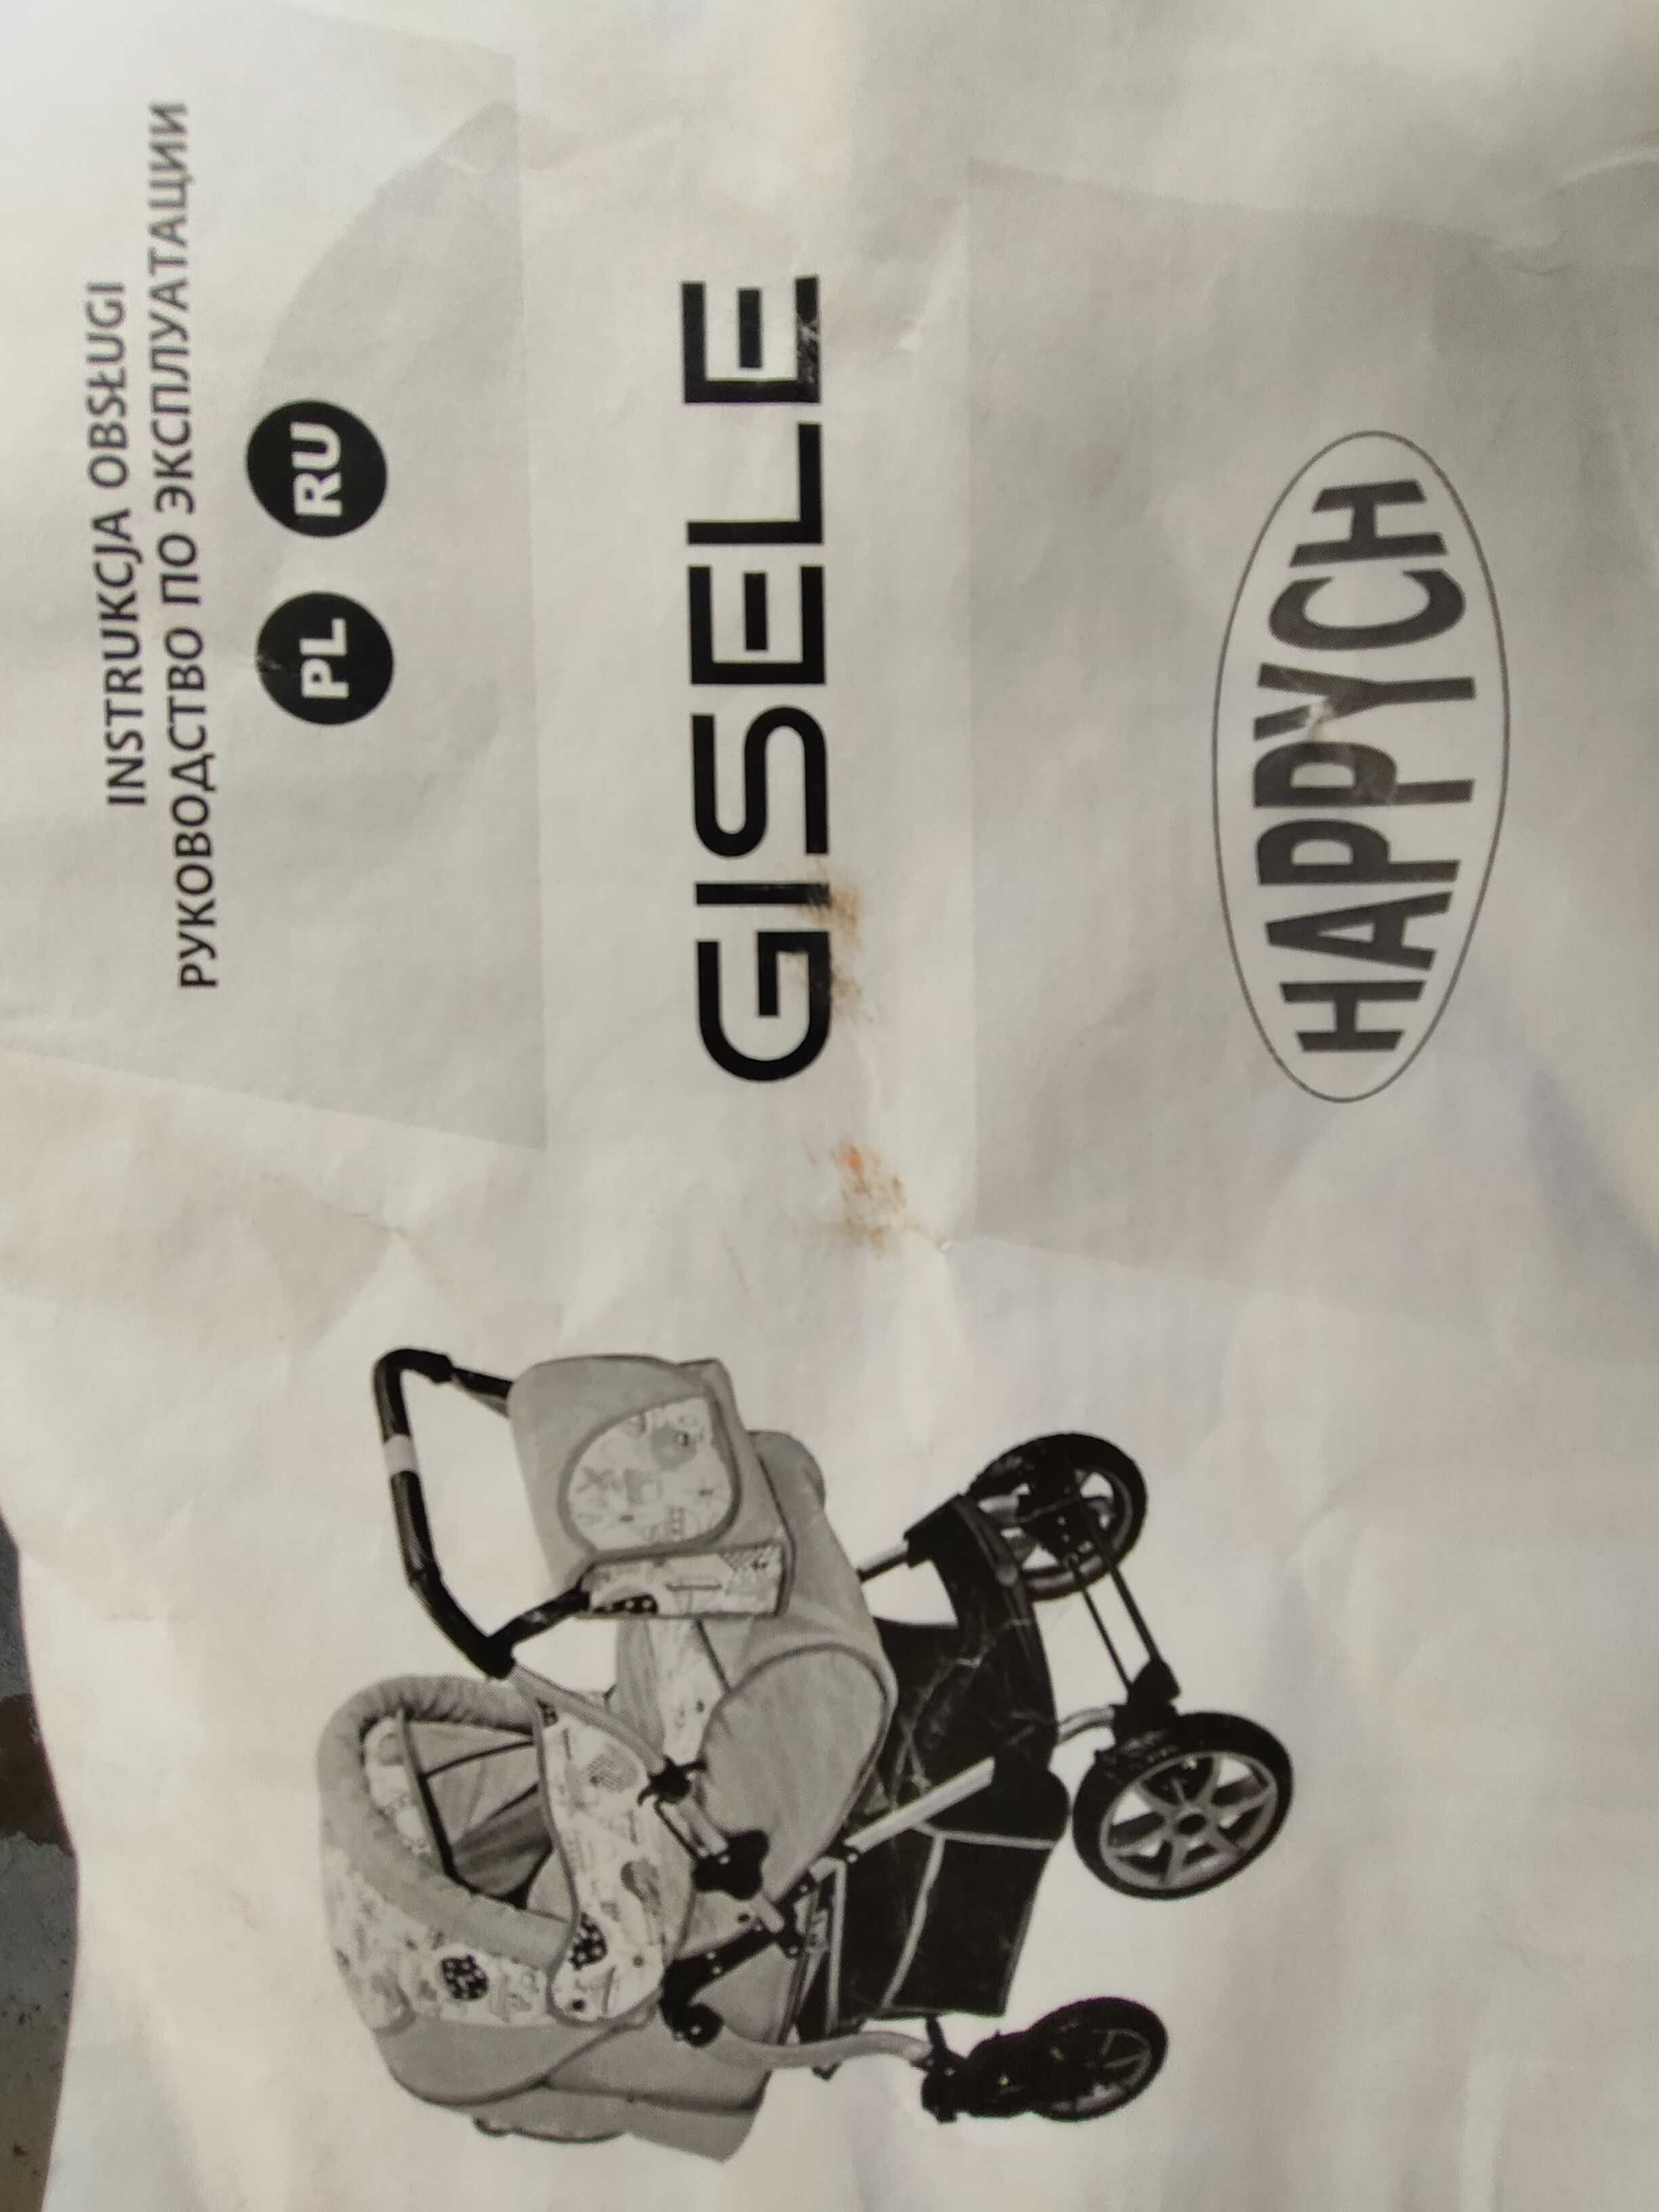 INSTRUKCJA OBSŁUGI
РУКОВОДСТВО ПО ЭКСПЛУАТАЦИИ
PL RU
GISELE
HAPPYCH